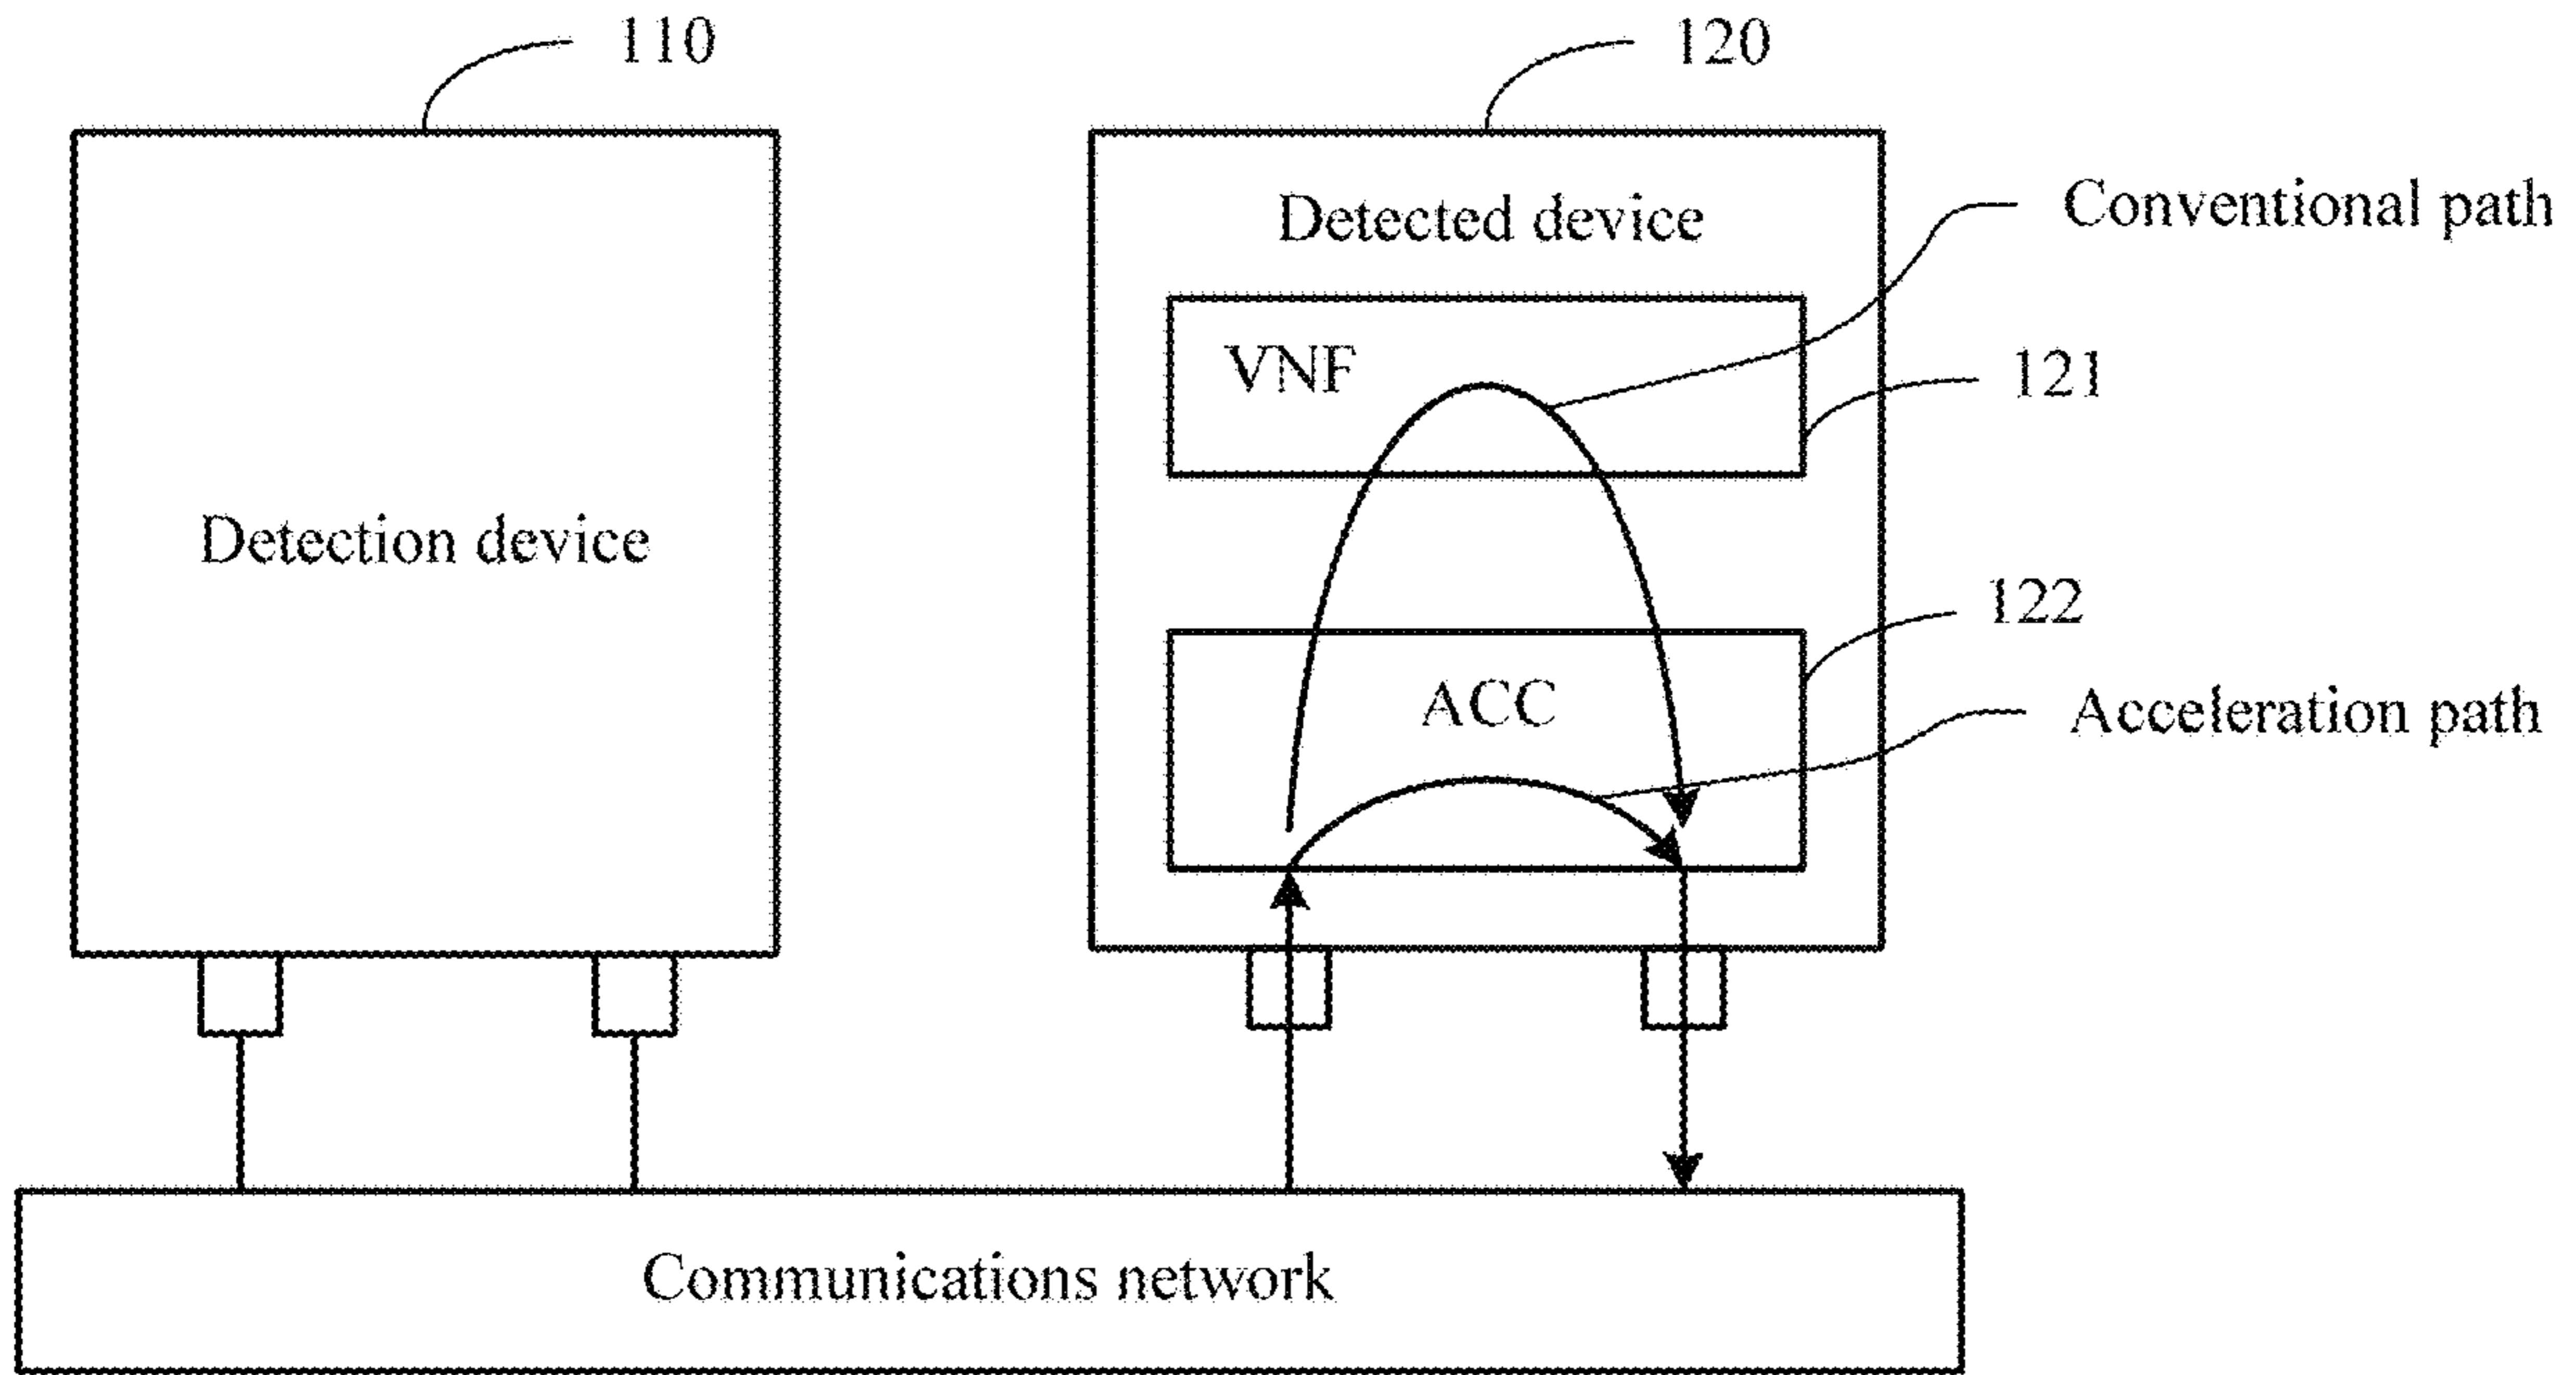 110
120
Detected device
Conventional path
VNF
121
Detection device
122
ACC
Acceleration path
Communications network